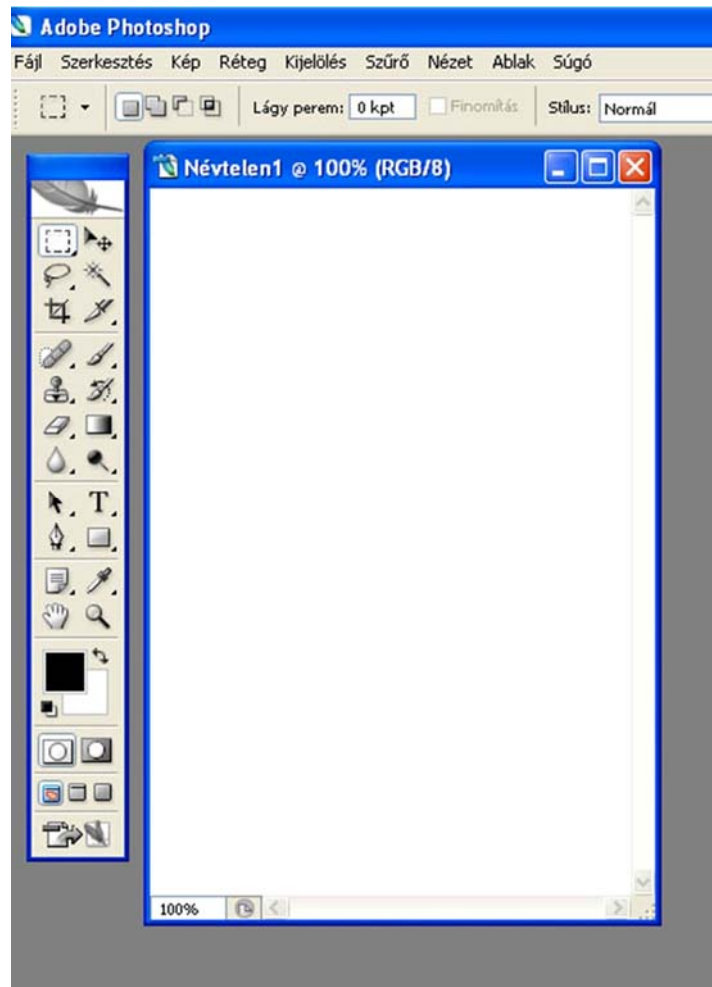 Adobe Photoshop
Fájl Szerkesztés Kép Réteg Kijelölés Szűrő Nézet Ablak Súgó
Lágy perem: 0 kpt Finomítás Stílus: Normál
Névtelen1 @ 100% (RGB/8)
T
100%